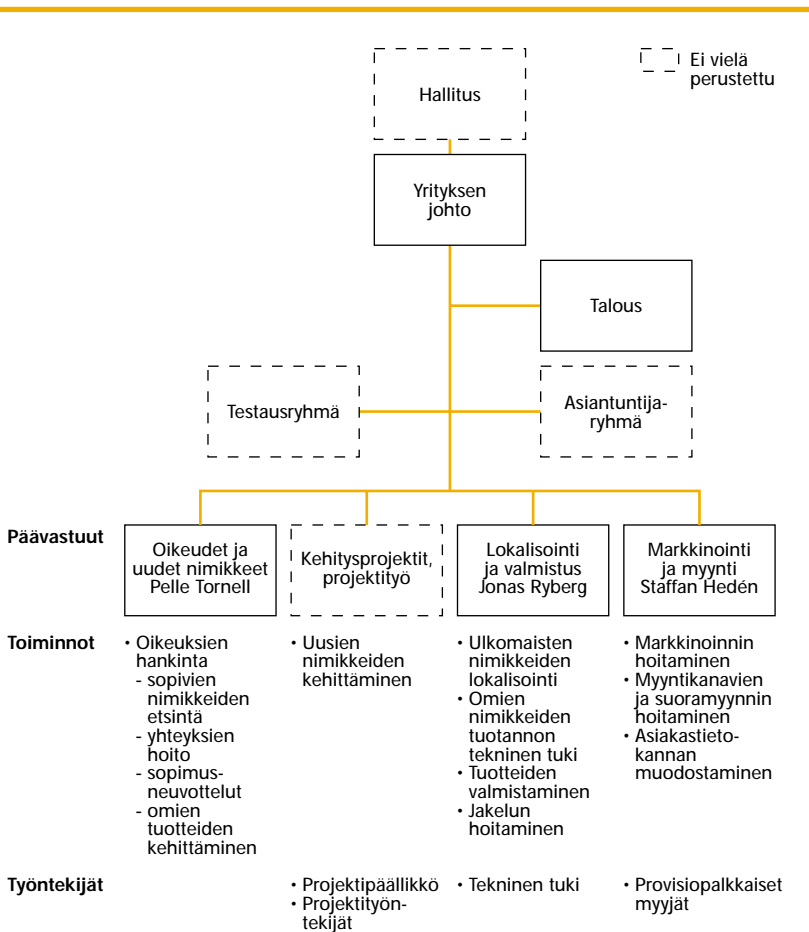 Ei vielä
perustettu
Hallitus
Yrityksen
johto
Talous
Testausryhmä
Asiantuntija-
ryhmä
Päävastuut
Oikeudet ja
uudet nimikkeet
Pelle Tornell
Kehitysprojektit,
projektityö
Lokalisointi
ja valmistus
Jonas Ryberg
Markkinointi
ja myynti
Staffan Hedén
Toiminnot
• Oikeuksien
hankinta
- sopivien
nimikkeiden
etsintä
- yhteyksien
hoito
- sopimus-
neuvottelut
- omien
tuotteiden
kehittäminen
• Uusien
nimikkeiden
kehittäminen
• Ulkomaisten
nimikkeiden
lokalisointi
• Omien
nimikkeiden
tuotannon
tekninen tuki
• Tuotteiden
valmistaminen
• Jakelun
hoitaminen
• Markkinoinnin
hoitaminen
• Myyntikanavien
ja suoramyynnin
hoitaminen
• Asiakastieto-
kannan
muodostaminen
Työntekijät
• Projektipäällikkö
• Projektityön-
tekijät
• Tekninen tuki
• Provisiopalkkaiset
myyjät